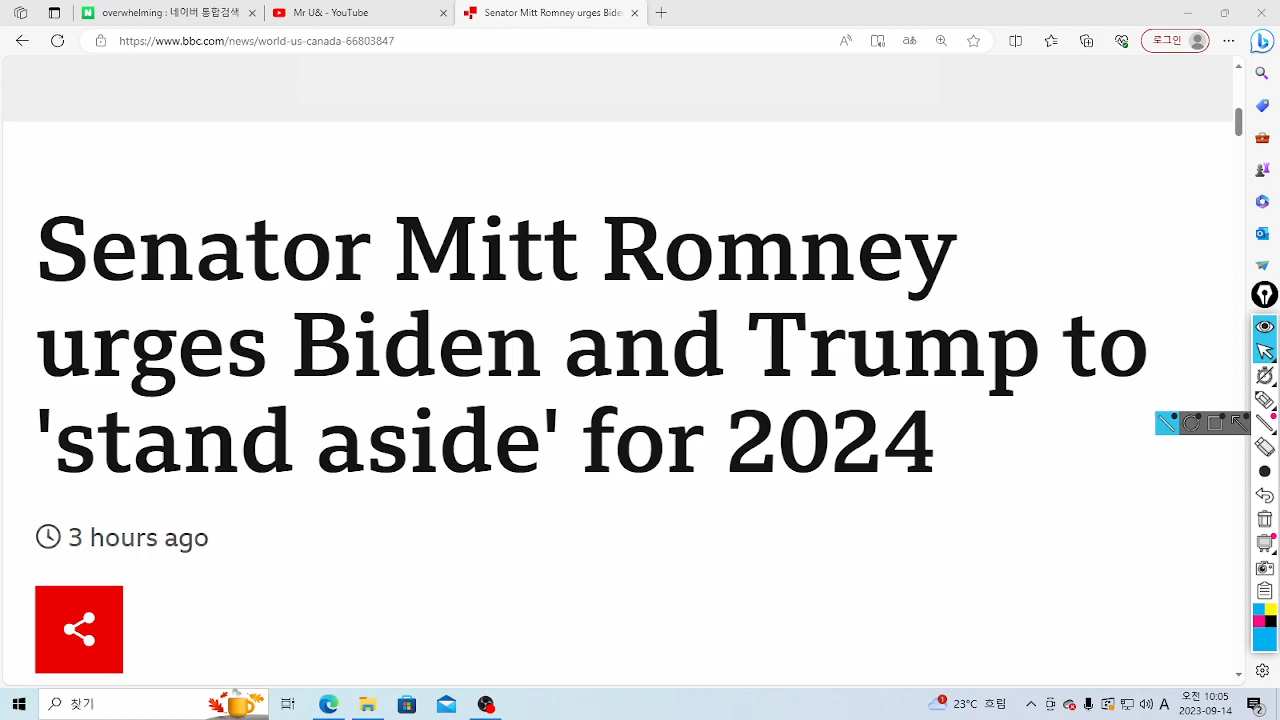 overwhelming : 네이버 통합검색
Mr U& - YouTube
Senator Mitt Romney urges Bide
https://www.bbc.com/news/world-us-canada-66803847
로그인
Senator Mitt Romney
urges Biden and Trump to
'stand aside' for 2024
3 hours ago
찾기
1
23°C 흐림
A
오전 10:05
2023-09-14
2